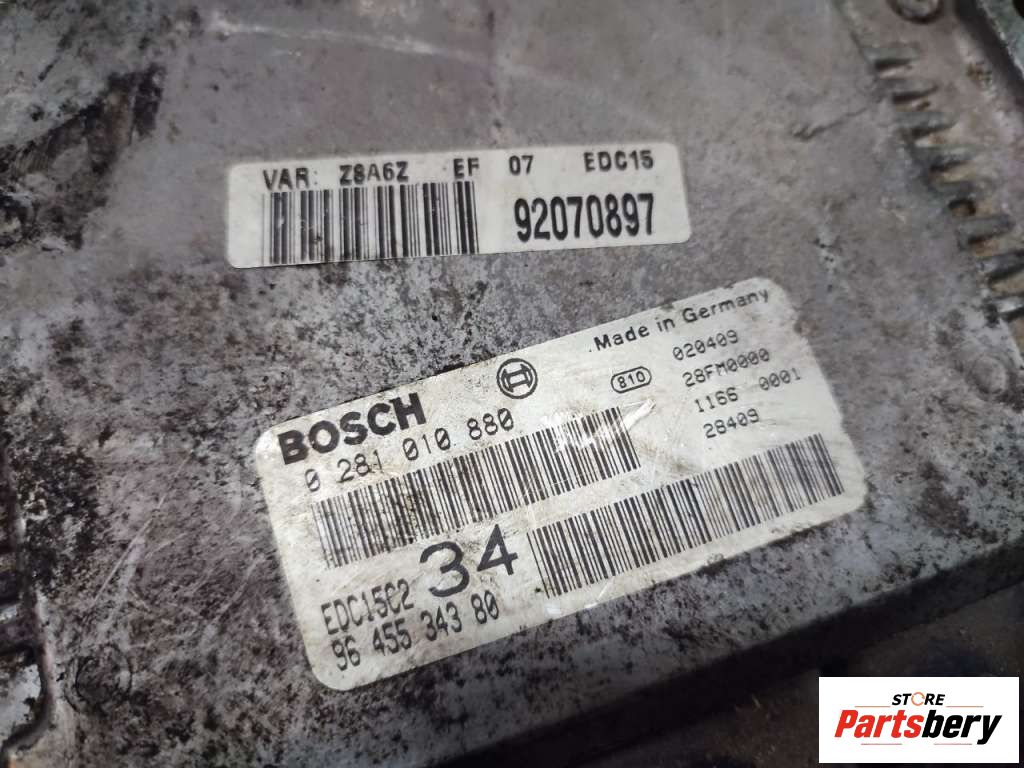 VAR: Z8A6Z EF 07 EDC15
92070897
Made in Germany
BOSCH
0 281 010 880
810
020409
28FM0000
1166 0001
28409
34
EDC15C2
96 455 343 80
STORE
Partsbery